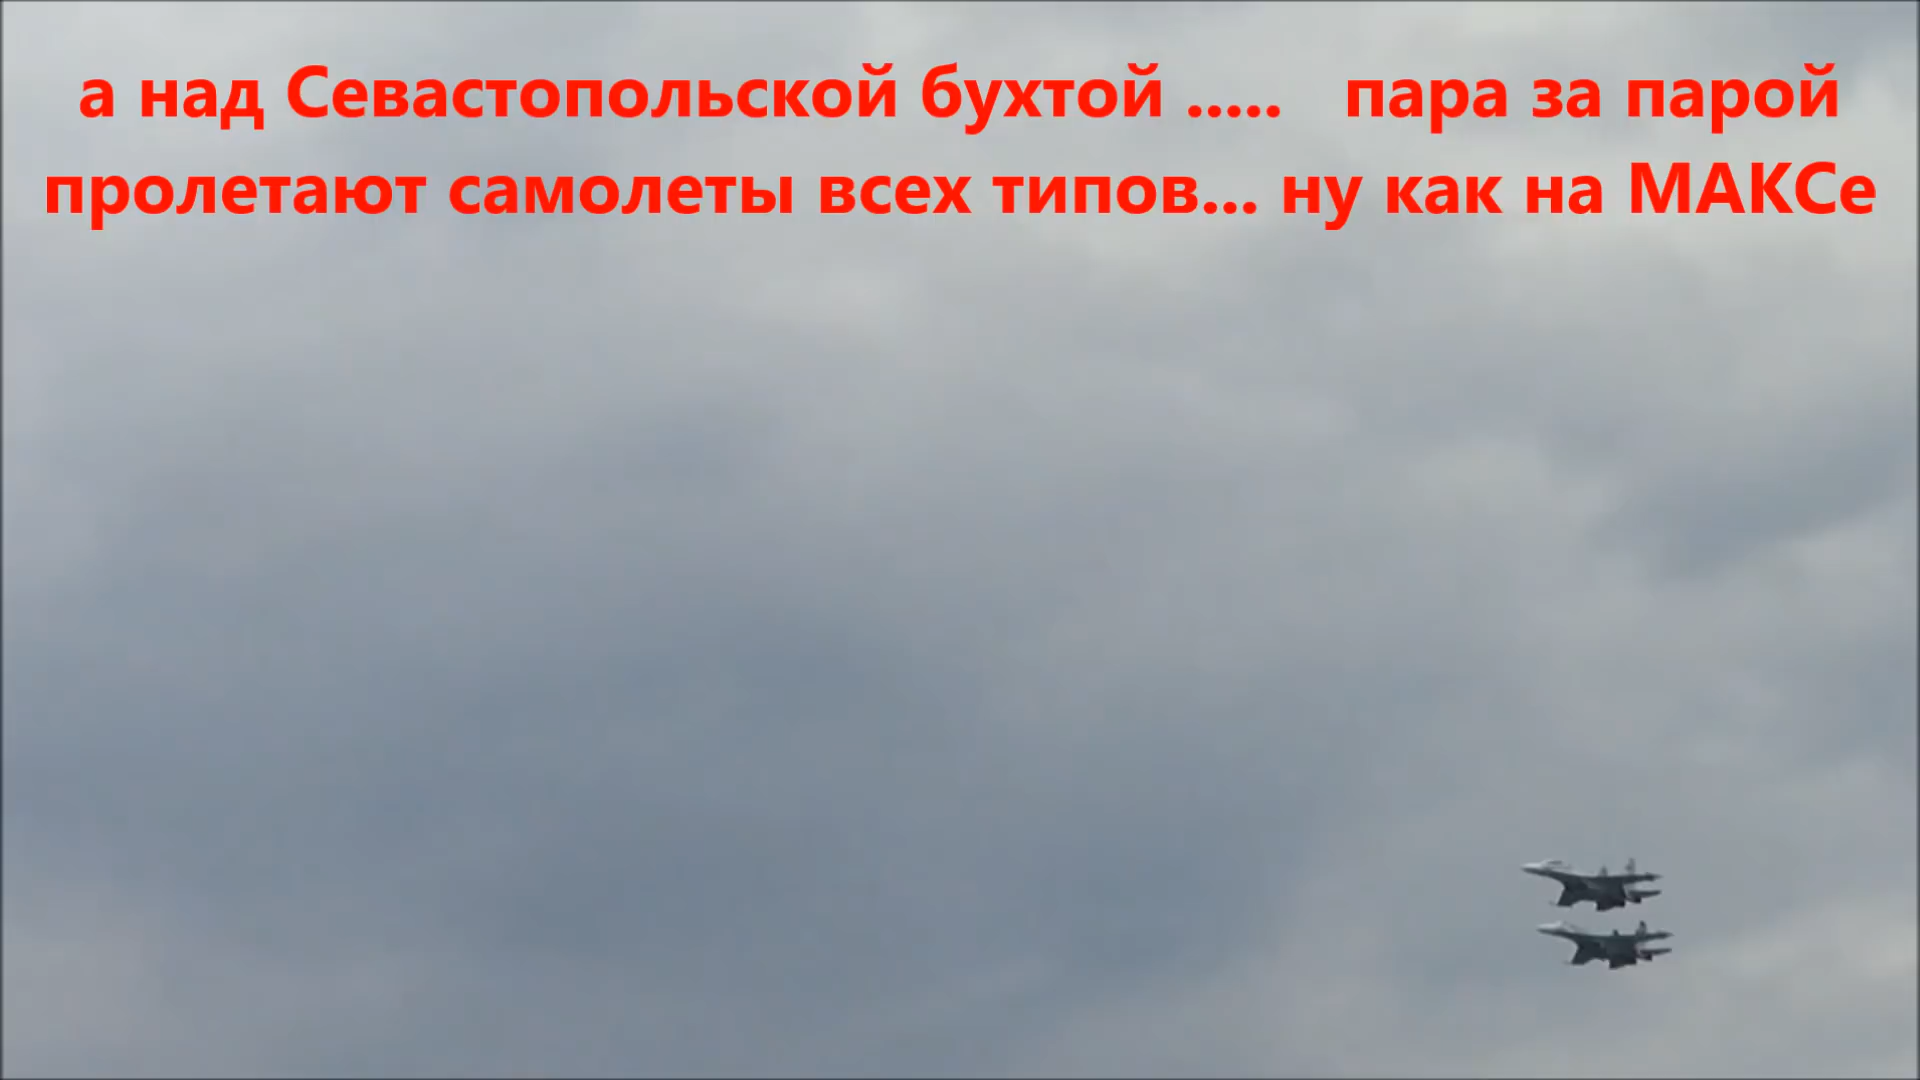 а над Севастопольской бухтой ..... пара за парой
пролетают самолеты всех типов... ну как на МАКСе